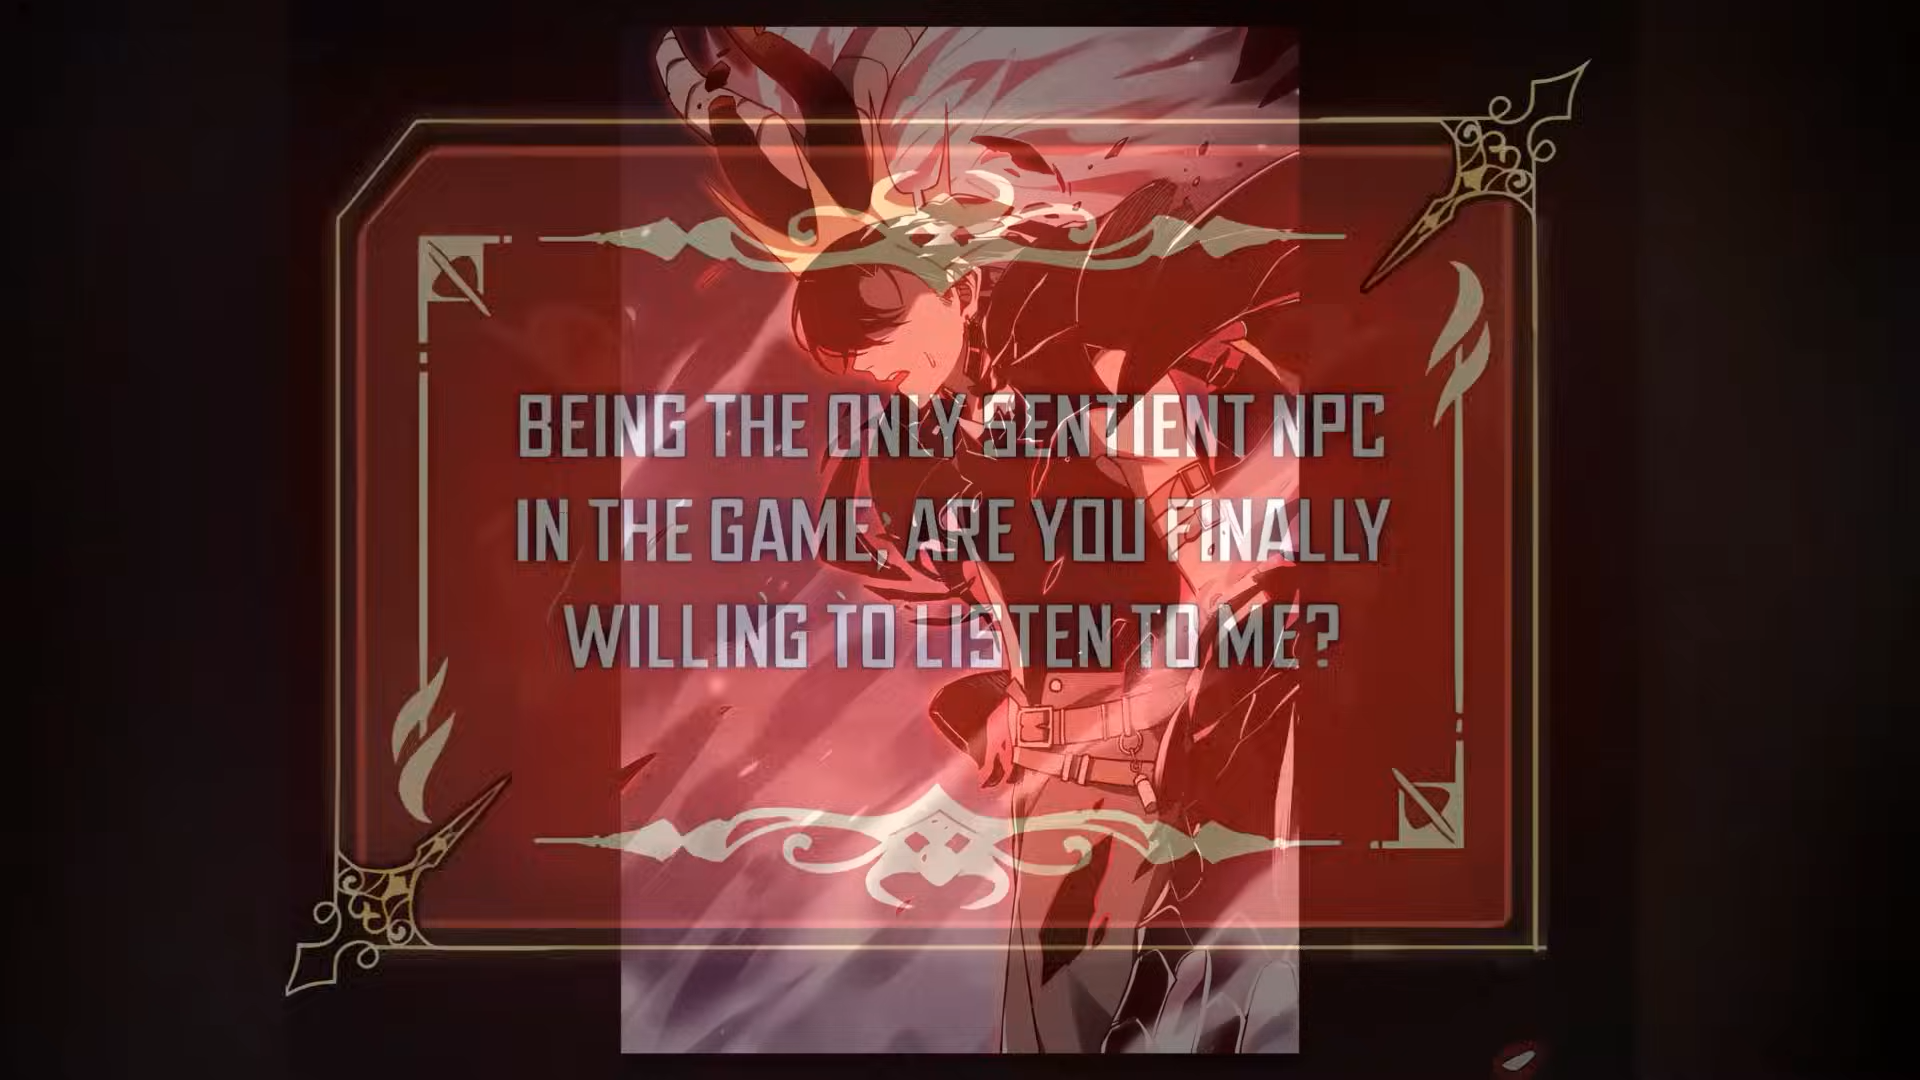 BEING THE ONLY SENTIENT NPC
IN THE GAME, ARE YOU FINALLY
WILLING TO LISTEN TO ME?